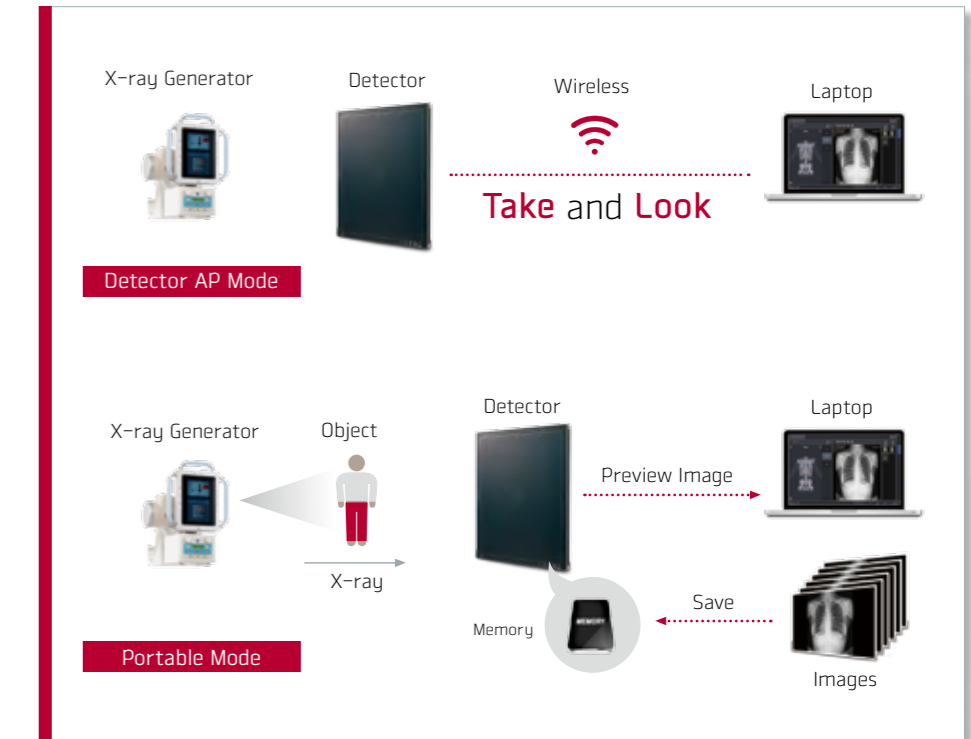 X-ray Generator
Detector
Wireless
Laptop
Take and Look
Detector AP Mode
X-ray Generator
Object
Detector
Laptop
Preview Image
X-ray
Memory
MEMORY
Save
Images
Portable Mode